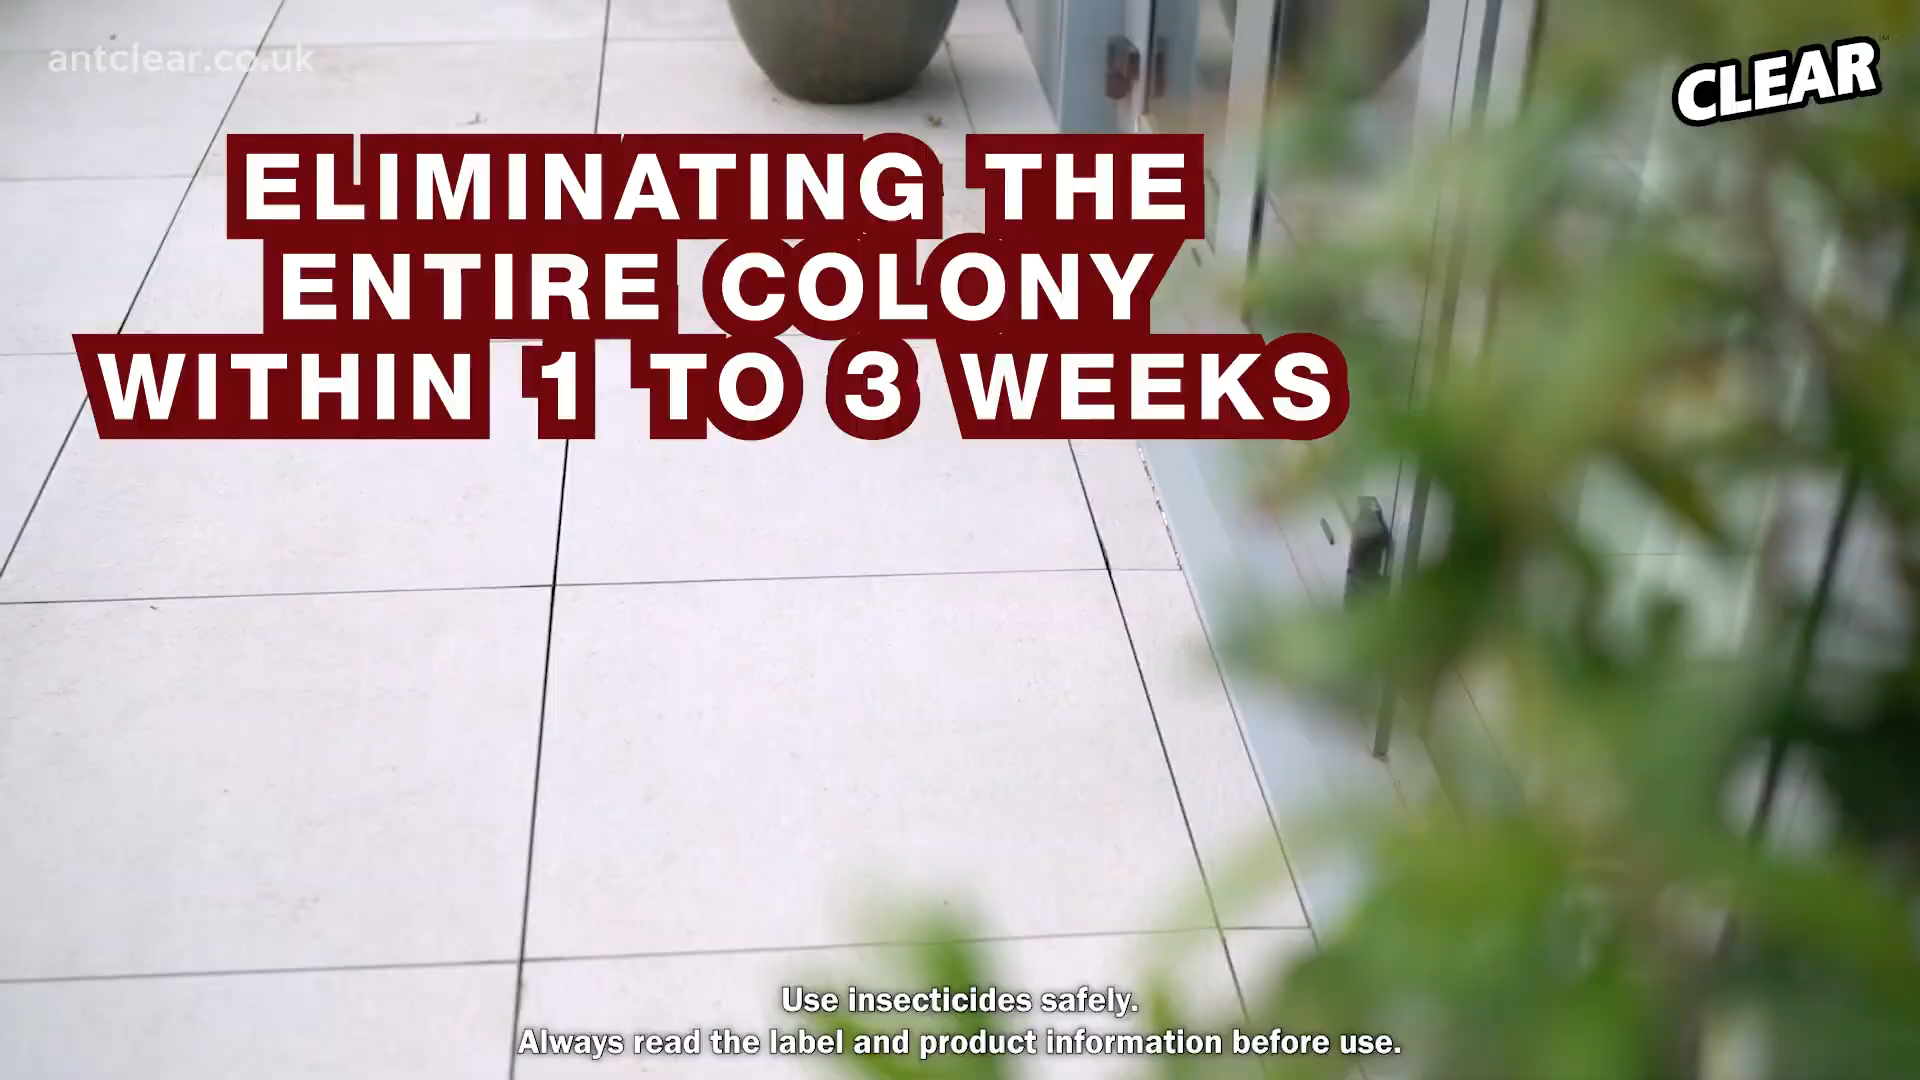 antclear.co.uk
CLEAR™
ELIMINATING THE
ENTIRE COLONY
WITHIN 1 TO 3 WEEKS
Use insecticides safely.
Always read the label and product information before use.